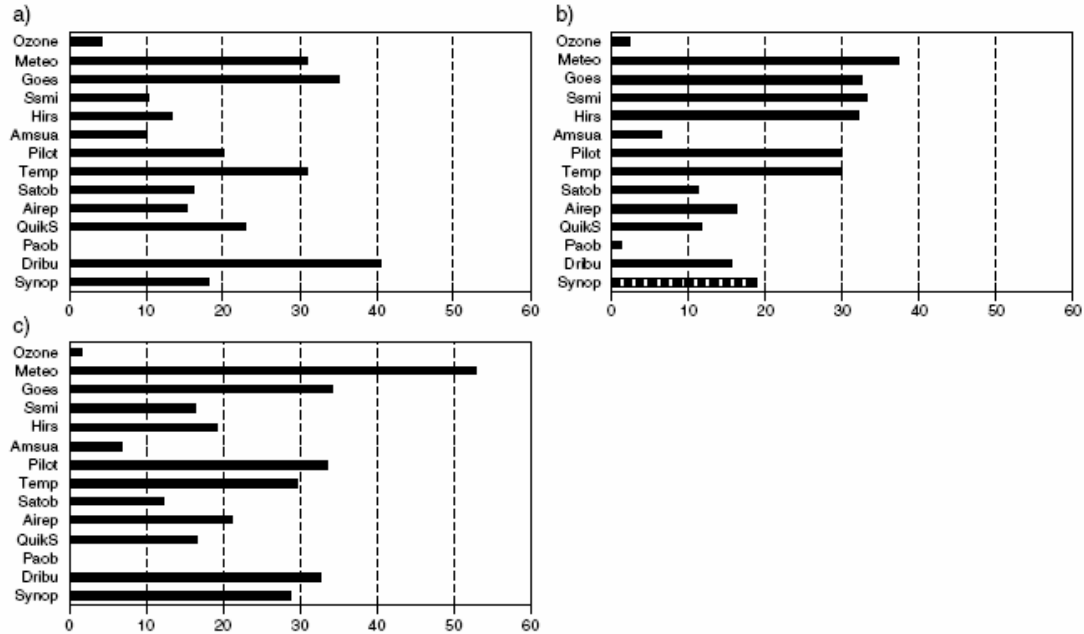 a)
Ozone
Meteo
Goes
Ssmi
Hirs
Amsua
Pilot
Temp
Satob
Airep
QuikS
Paob
Dribu
Synop
0 10 20 30 40 50 60
b)
Ozone
Meteo
Goes
Ssmi
Hirs
Amsua
Pilot
Temp
Satob
Airep
QuikS
Paob
Dribu
Synop
0 10 20 30 40 50 60
c)
Ozone
Meteo
Goes
Ssmi
Hirs
Amsua
Pilot
Temp
Satob
Airep
QuikS
Paob
Dribu
Synop
0 10 20 30 40 50 60